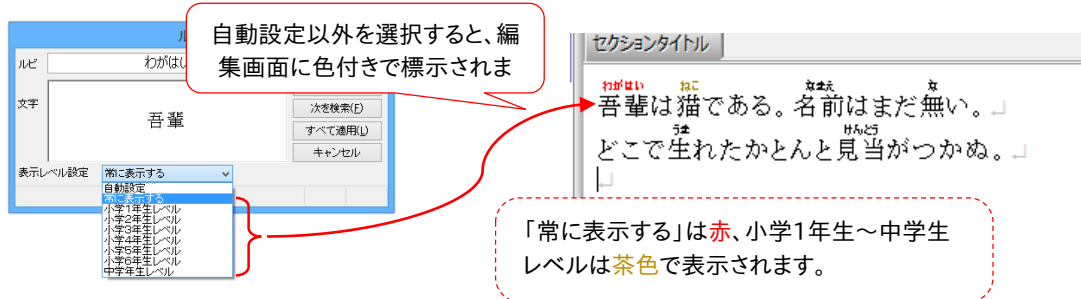 自動設定以外を選択すると、編
集画面に色付きで標示されま
ル
ルビ
わがはい
文字
吾輩
次を検索(F)
すべて適用(L)
キャンセル
表示レベル設定
常に表示する
自動設定
常に表示する
小学1年生レベル
小学2年生レベル
小学3年生レベル
小学4年生レベル
小学5年生レベル
小学6年生レベル
中学年生レベル
セクションタイトル
わがはい ねこ なまえ な
吾輩は猫である。名前はまだ無い。
うま けんとう
どこで生れたかとんと見当がつかぬ。
「常に表示する」は赤、小学1年生～中学生
レベルは茶色で表示されます。